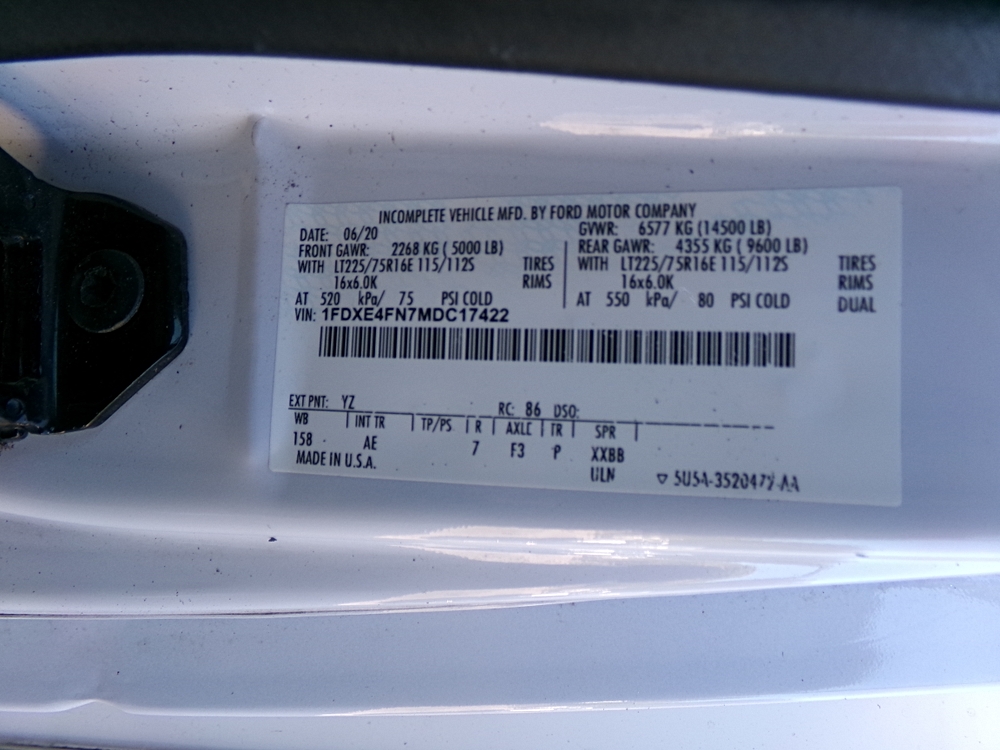 INCOMPLETE VEHICLE MFD. BY FORD MOTOR COMPANY
DATE: 06/20 GVWR: 6577 KG (14500 LB)
FRONT GAWR: 2268 KG ( 5000 LB) REAR GAWR: 4355 KG ( 9600 LB)
WITH LT225/75R16E 115/112S TIRES WITH LT225/75R16E 115/112S TIRES
16x6.0K RIMS 16x6.0K RIMS
AT 520 kPa/ 75 PSI COLD AT 550 kPa/ 80 PSI COLD DUAL
VIN: 1FDXE4FN7MDC17422
EXT PNT: YZ RC: 86 DSO:
WB INT TR TP/PS R AXLE TR SPR
158 AE 7 F3 P XXBB
MADE IN U.S.A. ULN 5U5A-3520472-AA